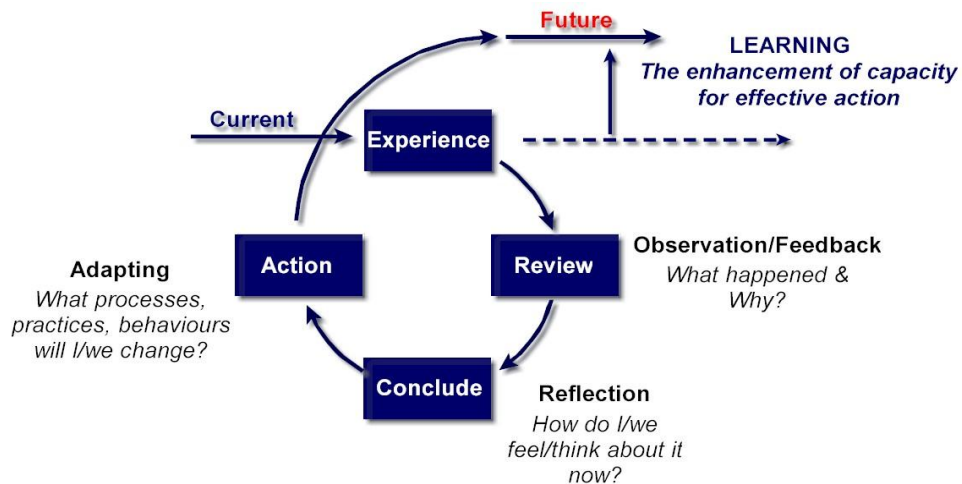 Future
LEARNING
The enhancement of capacity
for effective action
Current
Experience
Action
Review
Observation/Feedback
What happened &
Why?
Adapting
What processes,
practices, behaviours
will I/we change?
Conclude
Reflection
How do I/we
feel/think about it
now?